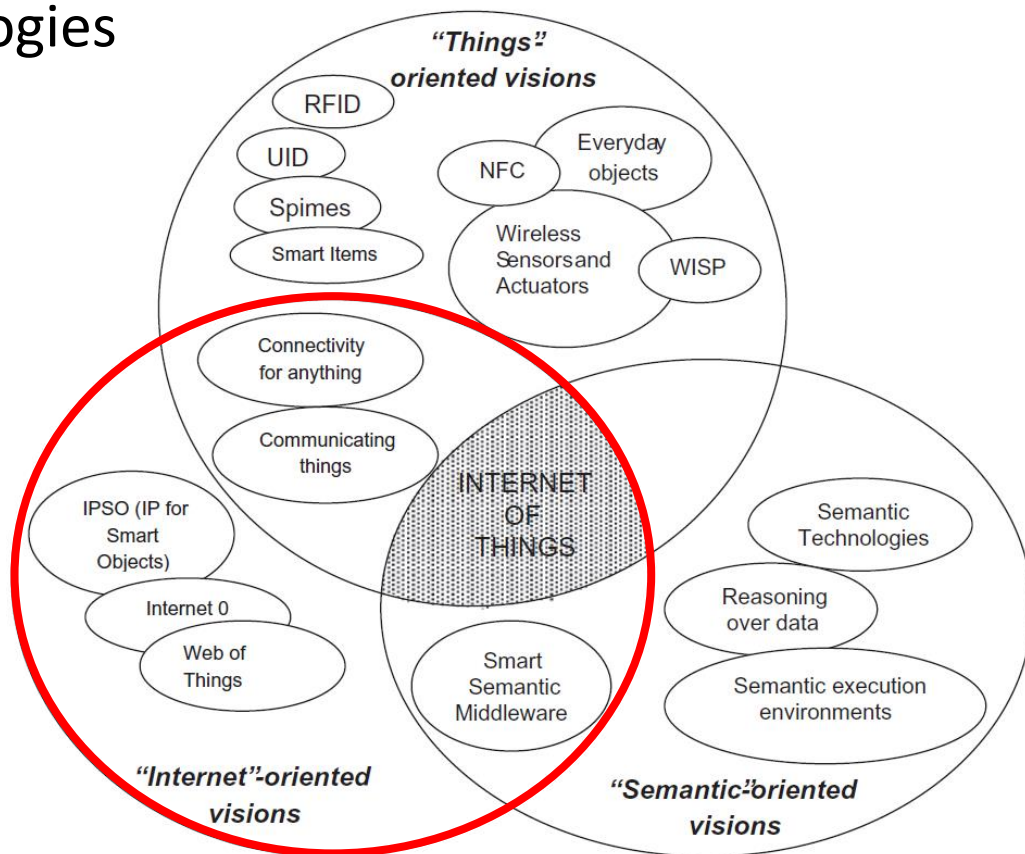 ogies
“Things”-
oriented visions
RFID
UID
Spimes
Smart Items
NFC
Everyday
objects
Wireless
Sensorsand
Actuators
WISP
Connectivity
for anything
Communicating
things
INTERNET
OF
THINGS
IPSO (IP for
Smart
Objects)
Internet 0
Web of
Things
Semantic
Technologies
Reasoning
over data
Semantic execution
environments
Smart
Semantic
Middleware
“Internet”-oriented
visions
“Semantic”-oriented
visions